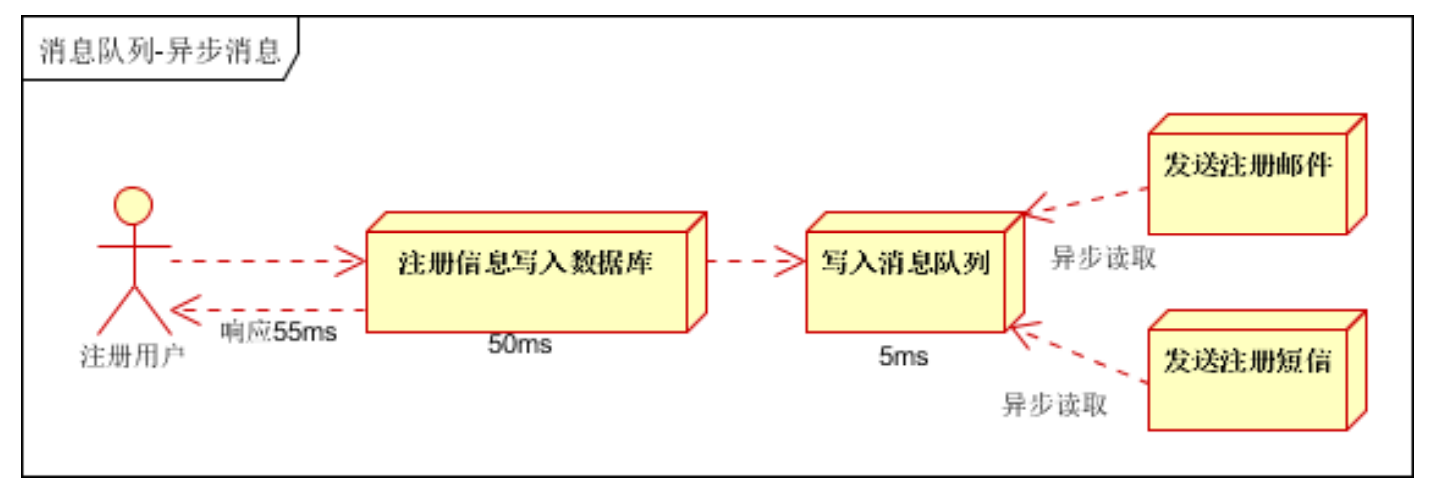 消息队列-异步消息
发送注册邮件
注册信息写入数据库
写入消息队列
异步读取
响应55ms
50ms
注册用户
5ms
发送注册短信
异步读取